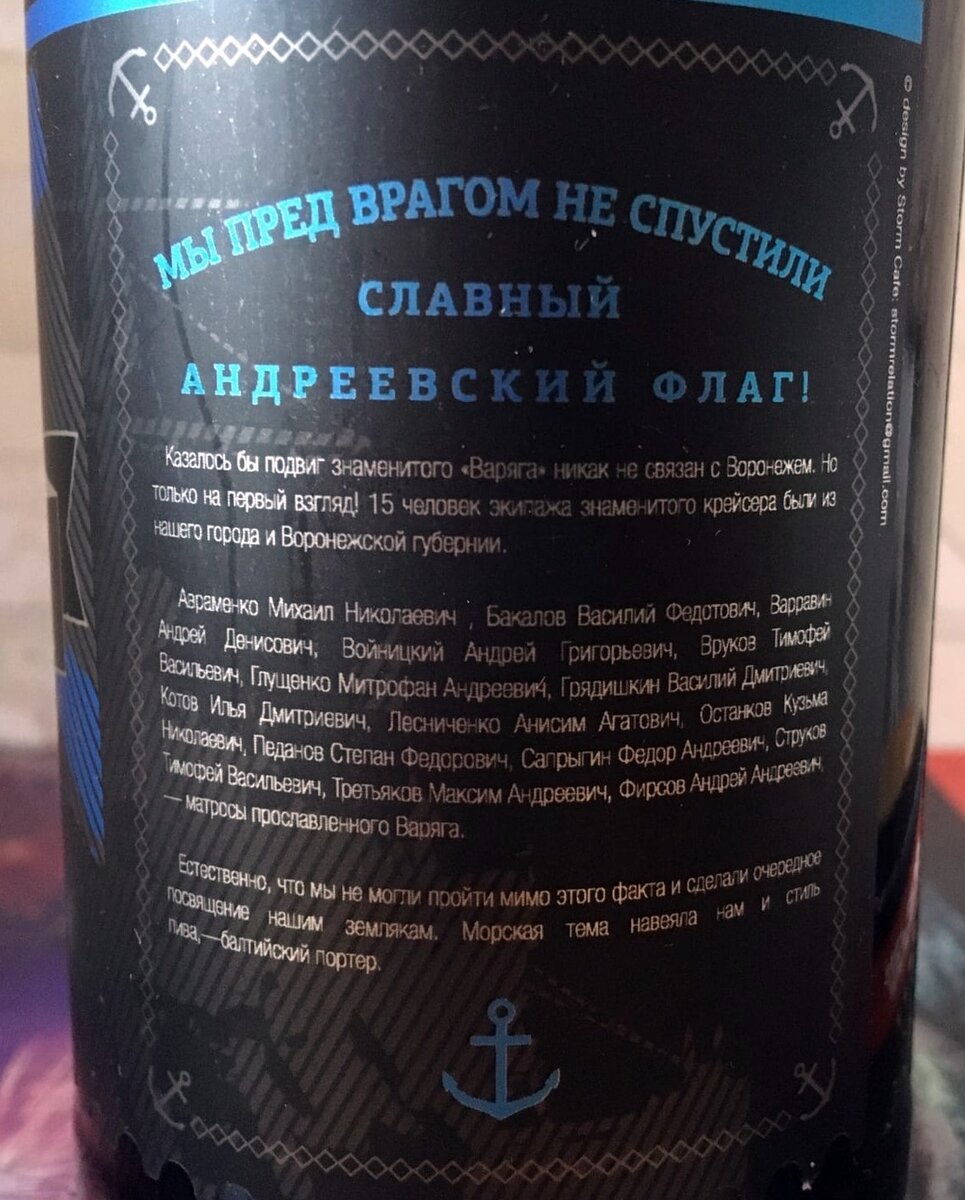 МЫ ПРЕД ВРАГОМ НЕ СПУСТИЛИ
СЛАВНЫЙ
АНДРЕЕВСКИЙ ФЛАГ!
Казалось бы подвиг знаменитого «Варяга» никак не связан с Воронежем. Но
только на первый взгляд! 15 человек экипажа знаменитого крейсера были из
нашего города и Воронежской губернии.
Авраменко Михаил Николаевич , Бакалов Василий Федотович, Варравин
Андрей Денисович, Войницкий Андрей Григорьевич, Вруков Тимофей
Васильевич, Глущенко Митрофан Андреевич, Грядишкин Василий Дмитриевич,
Котов Илья Дмитриевич, Лесниченко Анисим Агатович, Останков Кузьма
Николаевич, Педанов Степан Федорович, Сапрыгин Федор Андреевич, Струков
Тимофей Васильевич, Третьяков Максим Андреевич, Фирсов Андрей Андреевич,
— матросы прославленного Варяга.
Естественно, что мы не могли пройти мимо этого факта и сделали очередное
посвящение нашим землякам. Морская тема навеяла нам и стиль
пива,—балтийский портер.
© design by Storm Cafe: stormrelation@gmail.com